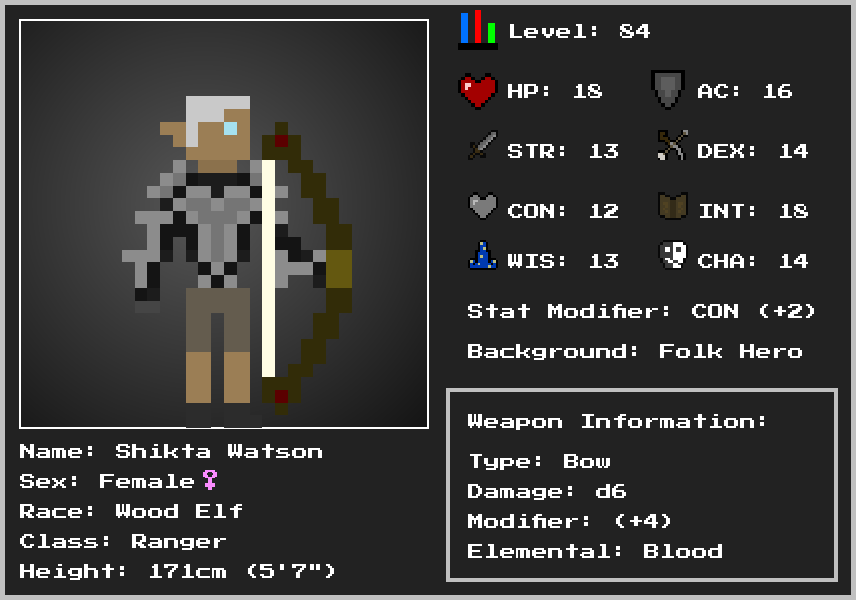 Level: 84
HP: 18
AC: 16
STR: 13
DEX: 14
CON: 12
INT: 18
WIS: 13
CHA: 14
Stat Modifier: CON (+2)
Background: Folk Hero
Name: Shikta Watson
Sex: Female♀
Race: Wood Elf
Class: Ranger
Height: 171cm (5'7")
Weapon Information:
Type: Bow
Damage: d6
Modifier: (+4)
Elemental: Blood